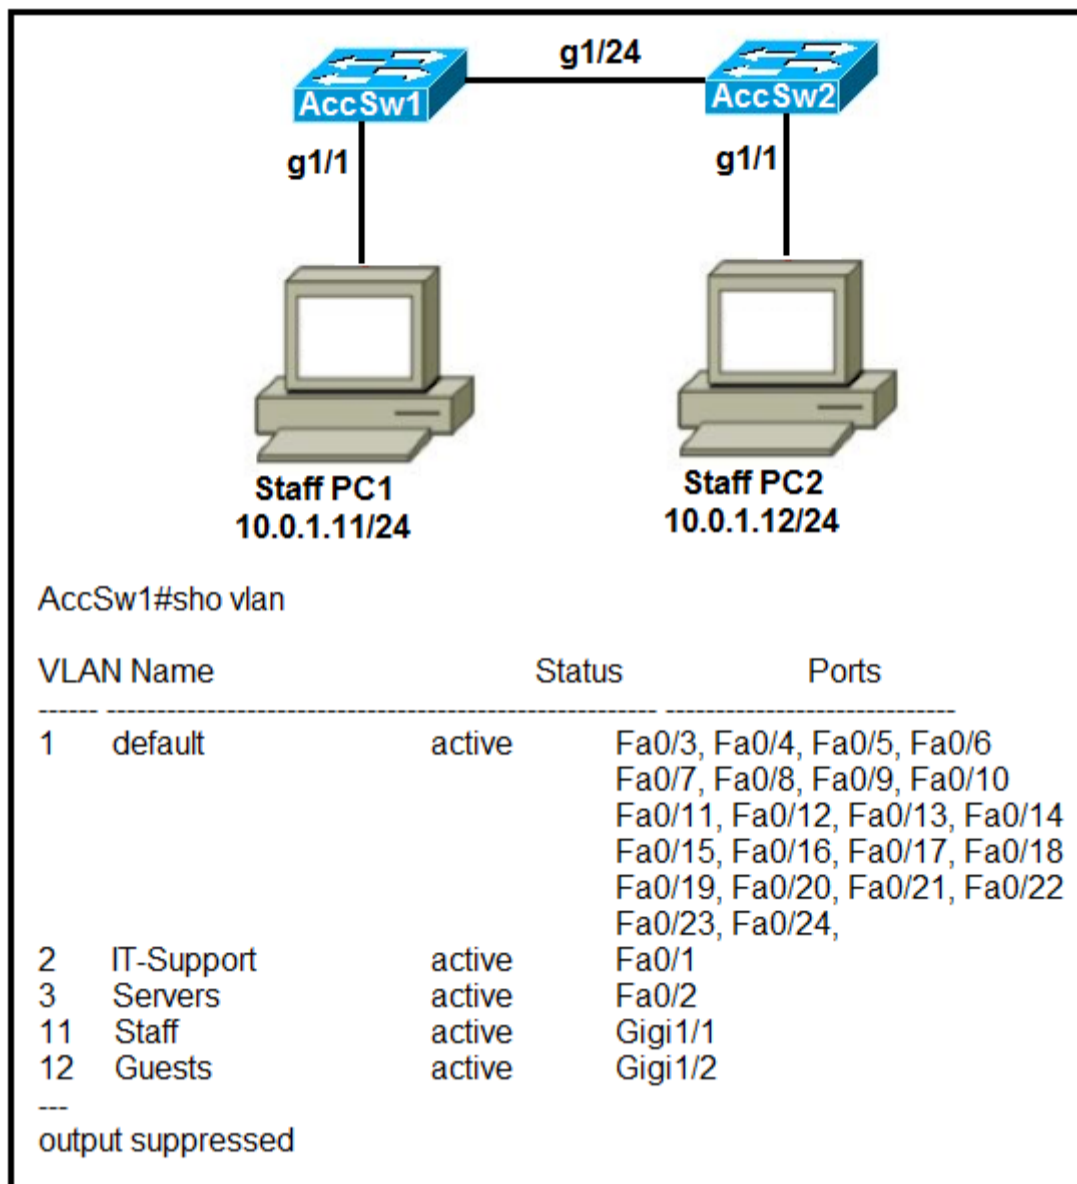 g1/24
AccSw1 AccSw2
g1/1 g1/1
Staff PC1 Staff PC2
10.0.1.11/24 10.0.1.12/24
AccSw1#sho vlan
VLAN Name Status Ports
------ ------------------------------------------------------- -----------------------------
1 default active Fa0/3, Fa0/4, Fa0/5, Fa0/6
Fa0/7, Fa0/8, Fa0/9, Fa0/10
Fa0/11, Fa0/12, Fa0/13, Fa0/14
Fa0/15, Fa0/16, Fa0/17, Fa0/18
Fa0/19, Fa0/20, Fa0/21, Fa0/22
Fa0/23, Fa0/24,
2 IT-Support active Fa0/1
3 Servers active Fa0/2
11 Staff active Gigi1/1
12 Guests active Gigi1/2
---
output suppressed